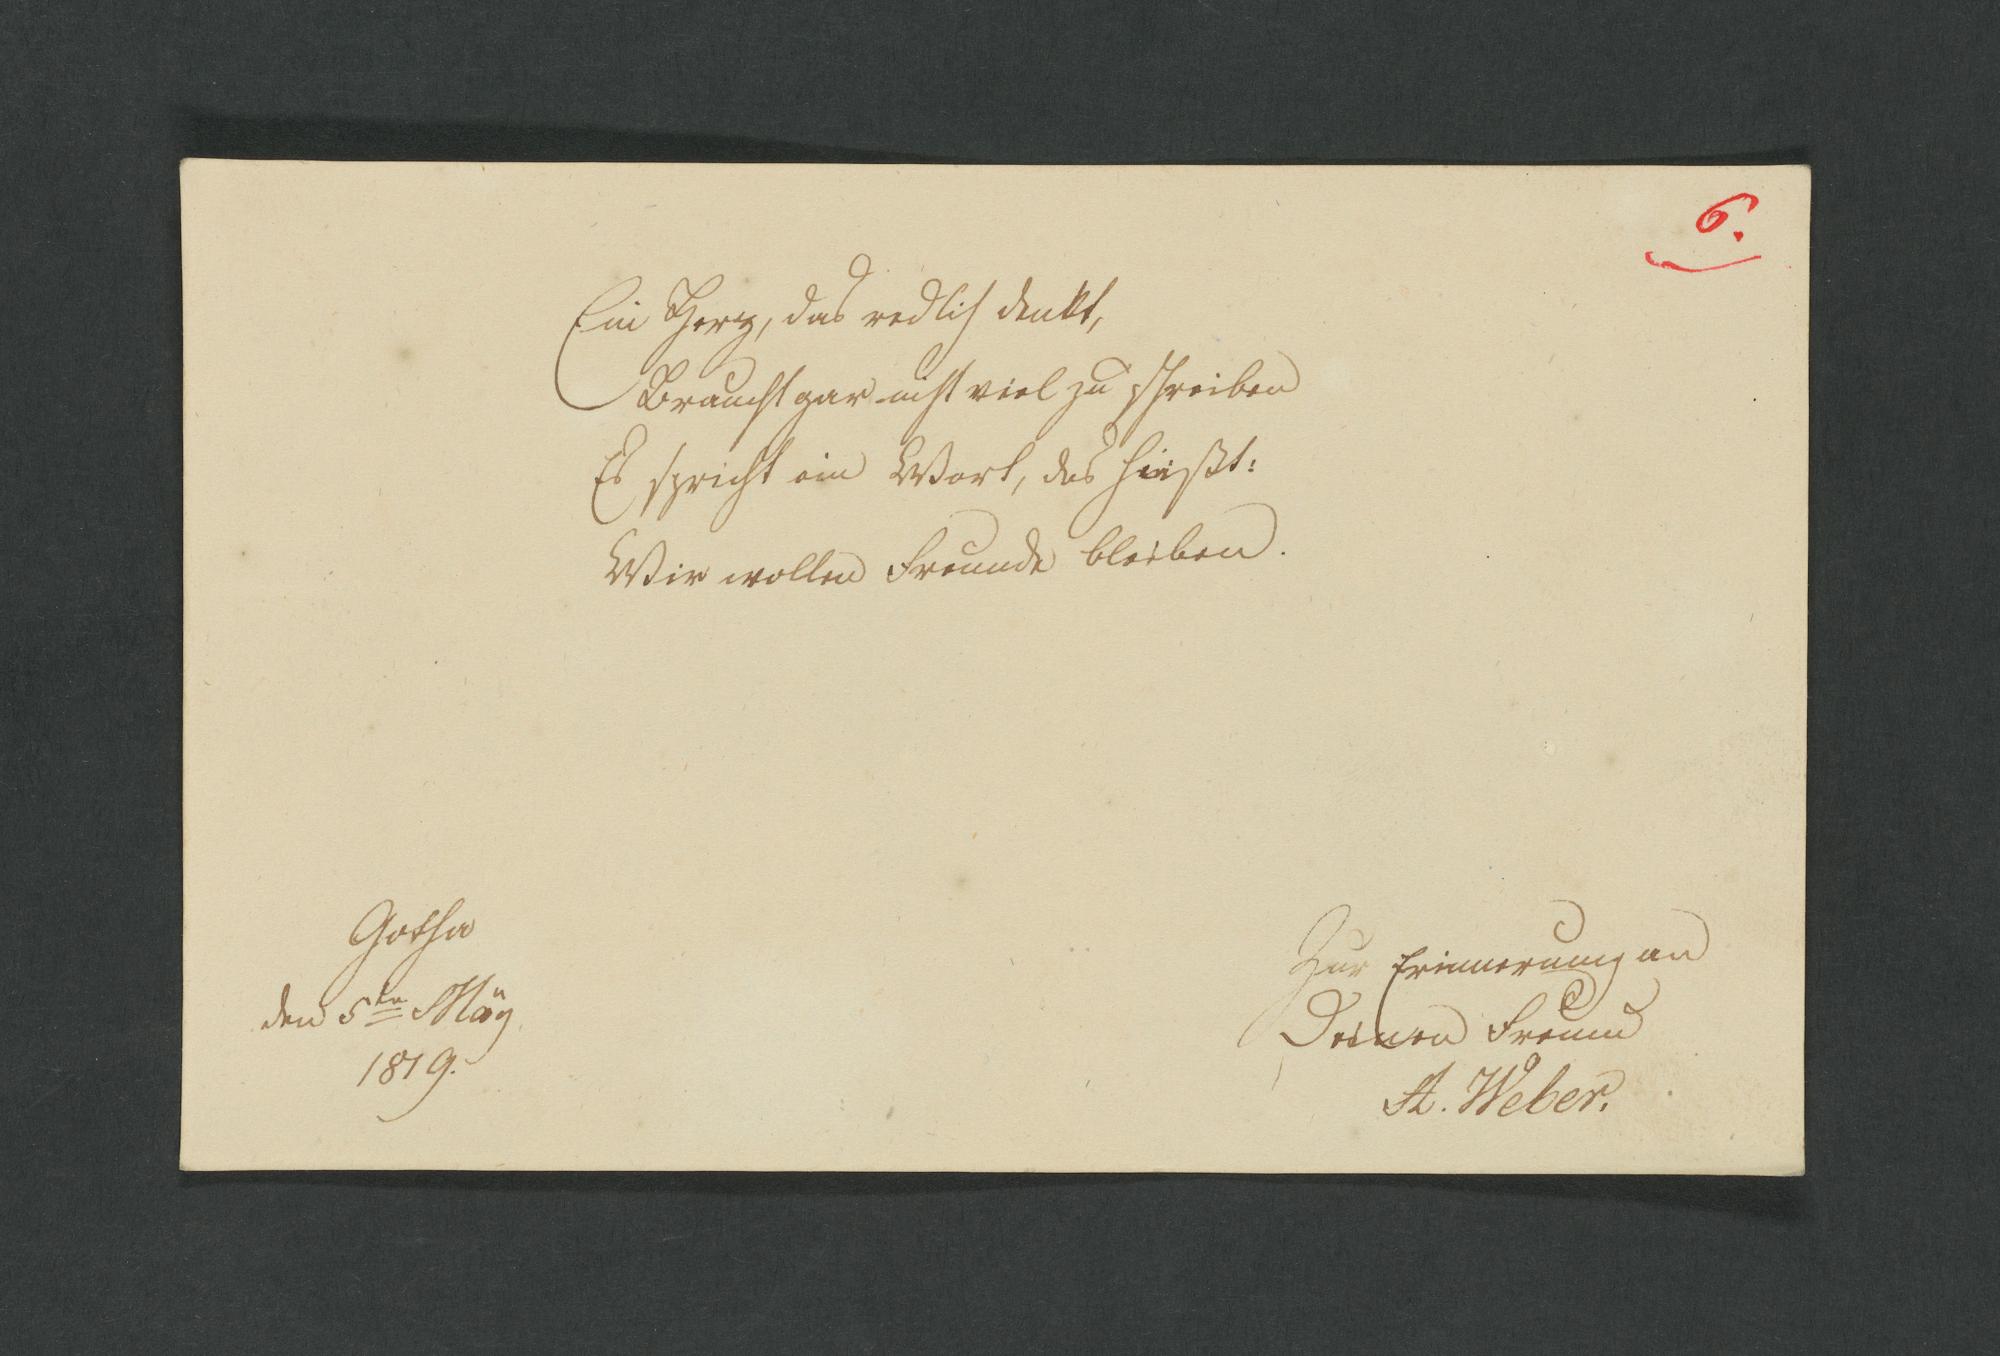 6.
Ein Herz, das redlich denkt,
Braucht gar nicht viel zu schreiben
Es spricht ein Wort, das heißt:
Wir wollen Freunde bleiben.
Gotha
den 5ten May
1819.
Zur Erinnerung an
Deinen Freund
A. Weber.